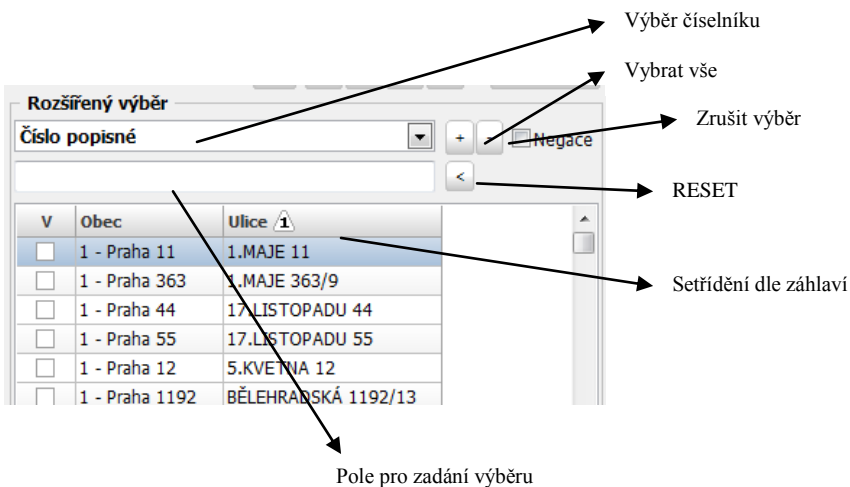 Výběr číselníku
Vybrat vše
Zrušit výběr
Rozšířený výběr
Číslo popisné
+
-
Negace
<
RESET
V Obec Ulice 1
1 - Praha 11 1.MAJE 11
1 - Praha 363 1.MAJE 363/9
Setřídění dle záhlaví
1 - Praha 44 17.LISTOPADU 44
1 - Praha 55 17.LISTOPADU 55
1 - Praha 12 5.KVETNA 12
1 - Praha 1192 BĚLEHRADSKÁ 1192/13
Pole pro zadání výběru